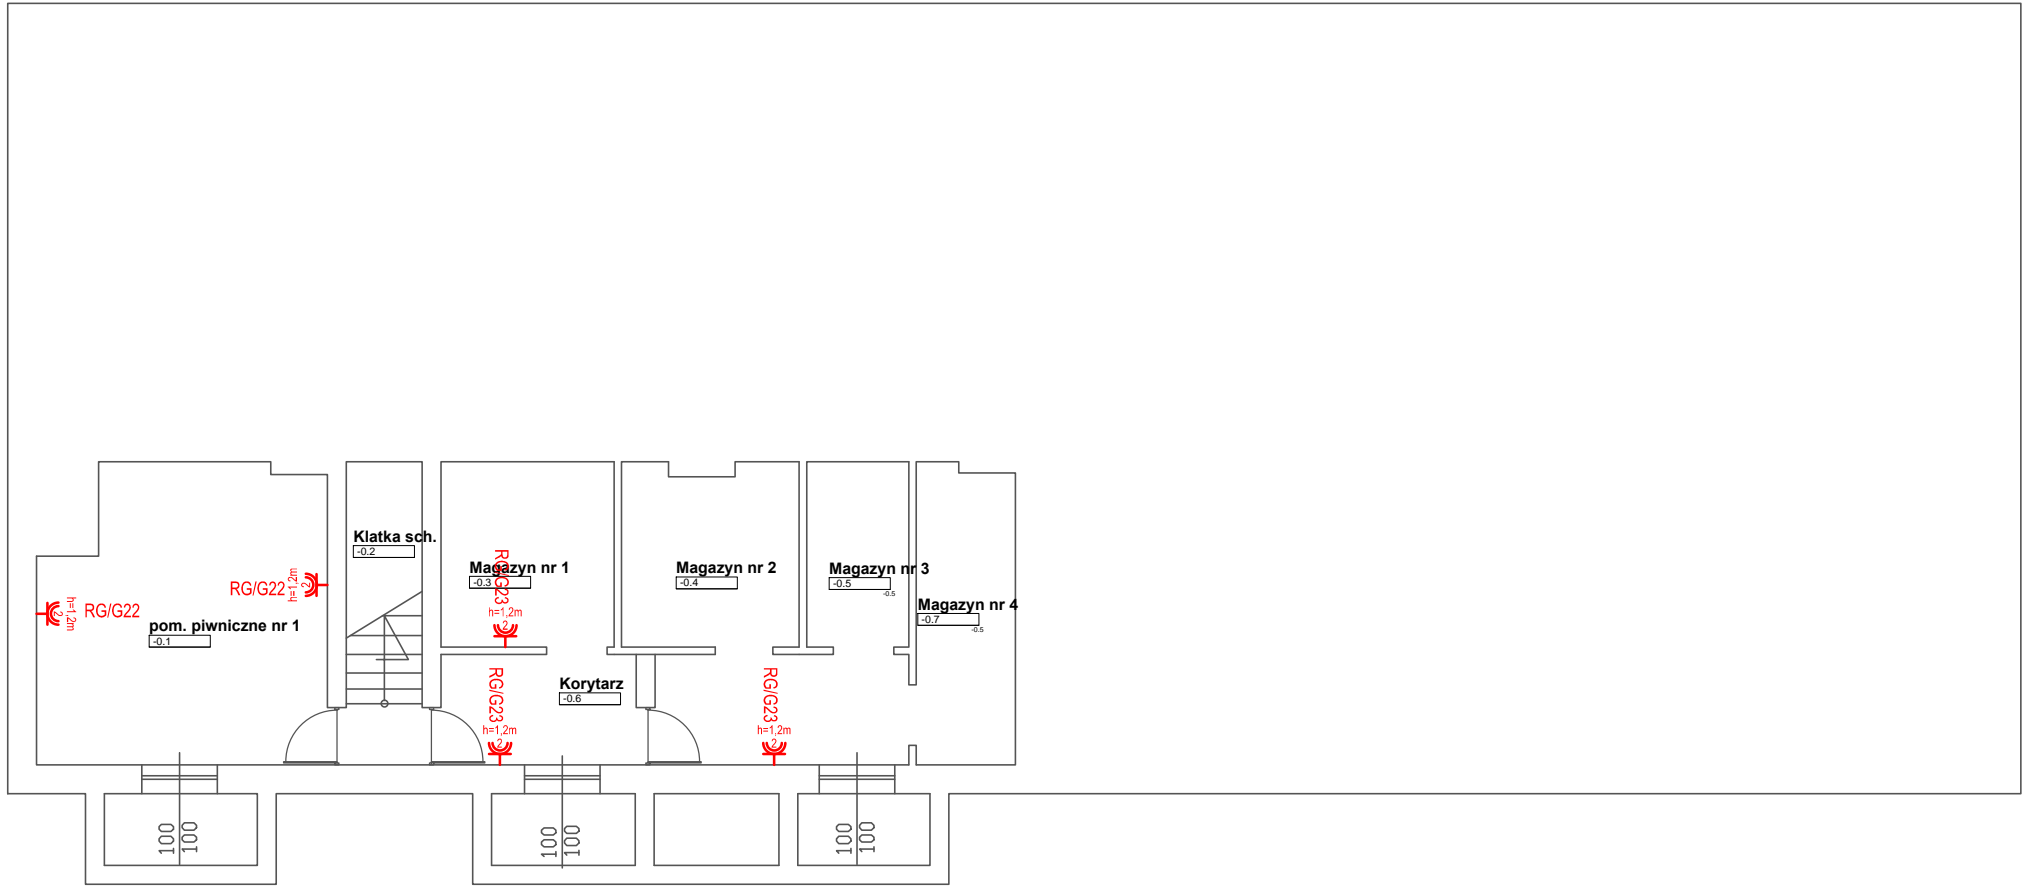 Klatka sch.
-0.2
Magazyn nr 1
-0.3
Magazyn nr 2
-0.4
Magazyn nr 3
-0.5
-0.5
Magazyn nr 4
-0.7
-0.5
pom. piwniczne nr 1
-0.1
Korytarz
-0.6
RG/G22
h=1,2m
2
RG/G22
h=1,2m
2
RG/G23
h=1,2m
2
RG/G23
h=1,2m
2
RG/G23
h=1,2m
2
100
100
100
100
100
100